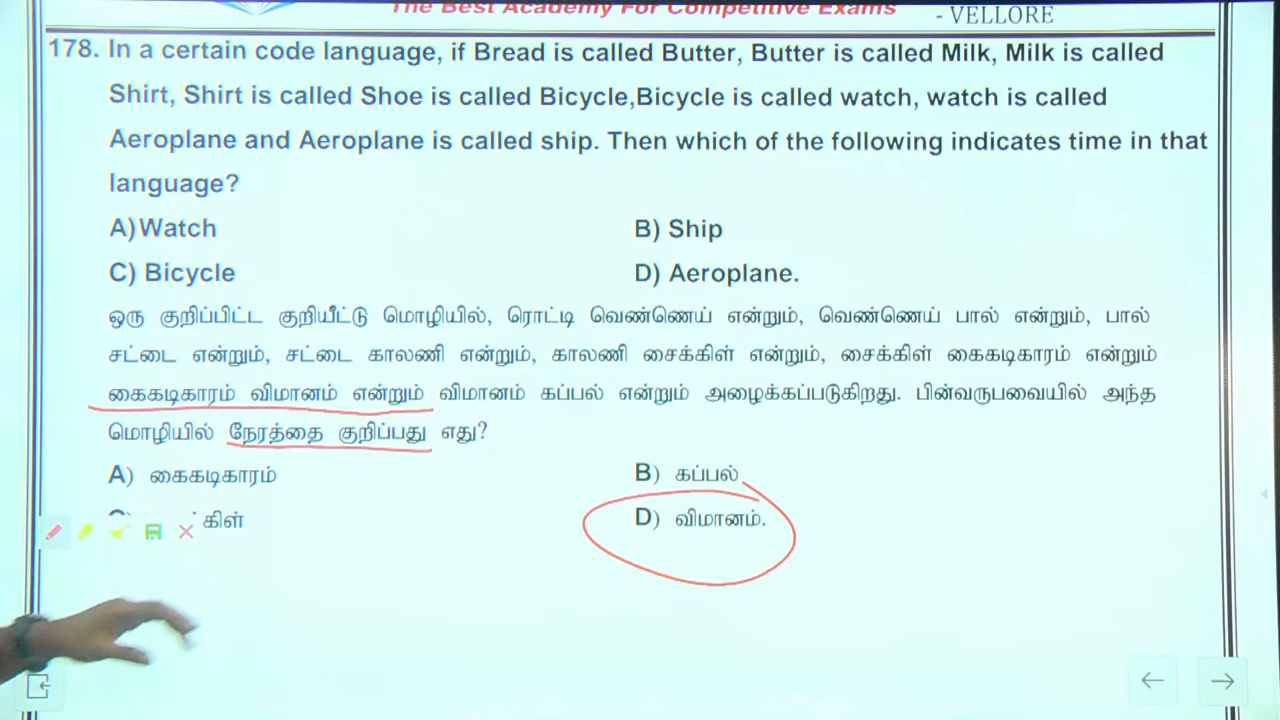 The Best Academy For Competitive Exams
- VELLORE
178. In a certain code language, if Bread is called Butter, Butter is called Milk, Milk is called
Shirt, Shirt is called Shoe is called Bicycle,Bicycle is called watch, watch is called
Aeroplane and Aeroplane is called ship. Then which of the following indicates time in that
language?
A)Watch
B) Ship
C) Bicycle
D) Aeroplane.
ஒரு குறிப்பிட்ட குறியீட்டு மொழியில், ரொட்டி வெண்ணெய் என்றும், வெண்ணெய் பால் என்றும், பால்
சட்டை என்றும், சட்டை காலணி என்றும், காலணி சைக்கிள் என்றும், சைக்கிள் கைகடிகாரம் என்றும்
கைகடிகாரம் விமானம் என்றும் விமானம் கப்பல் என்றும் அழைக்கப்படுகிறது. பின்வருபவையில் அந்த
மொழியில் நேரத்தை குறிப்பது எது?
A) கைகடிகாரம்
B) கப்பல்
கிள்
D) விமானம்.